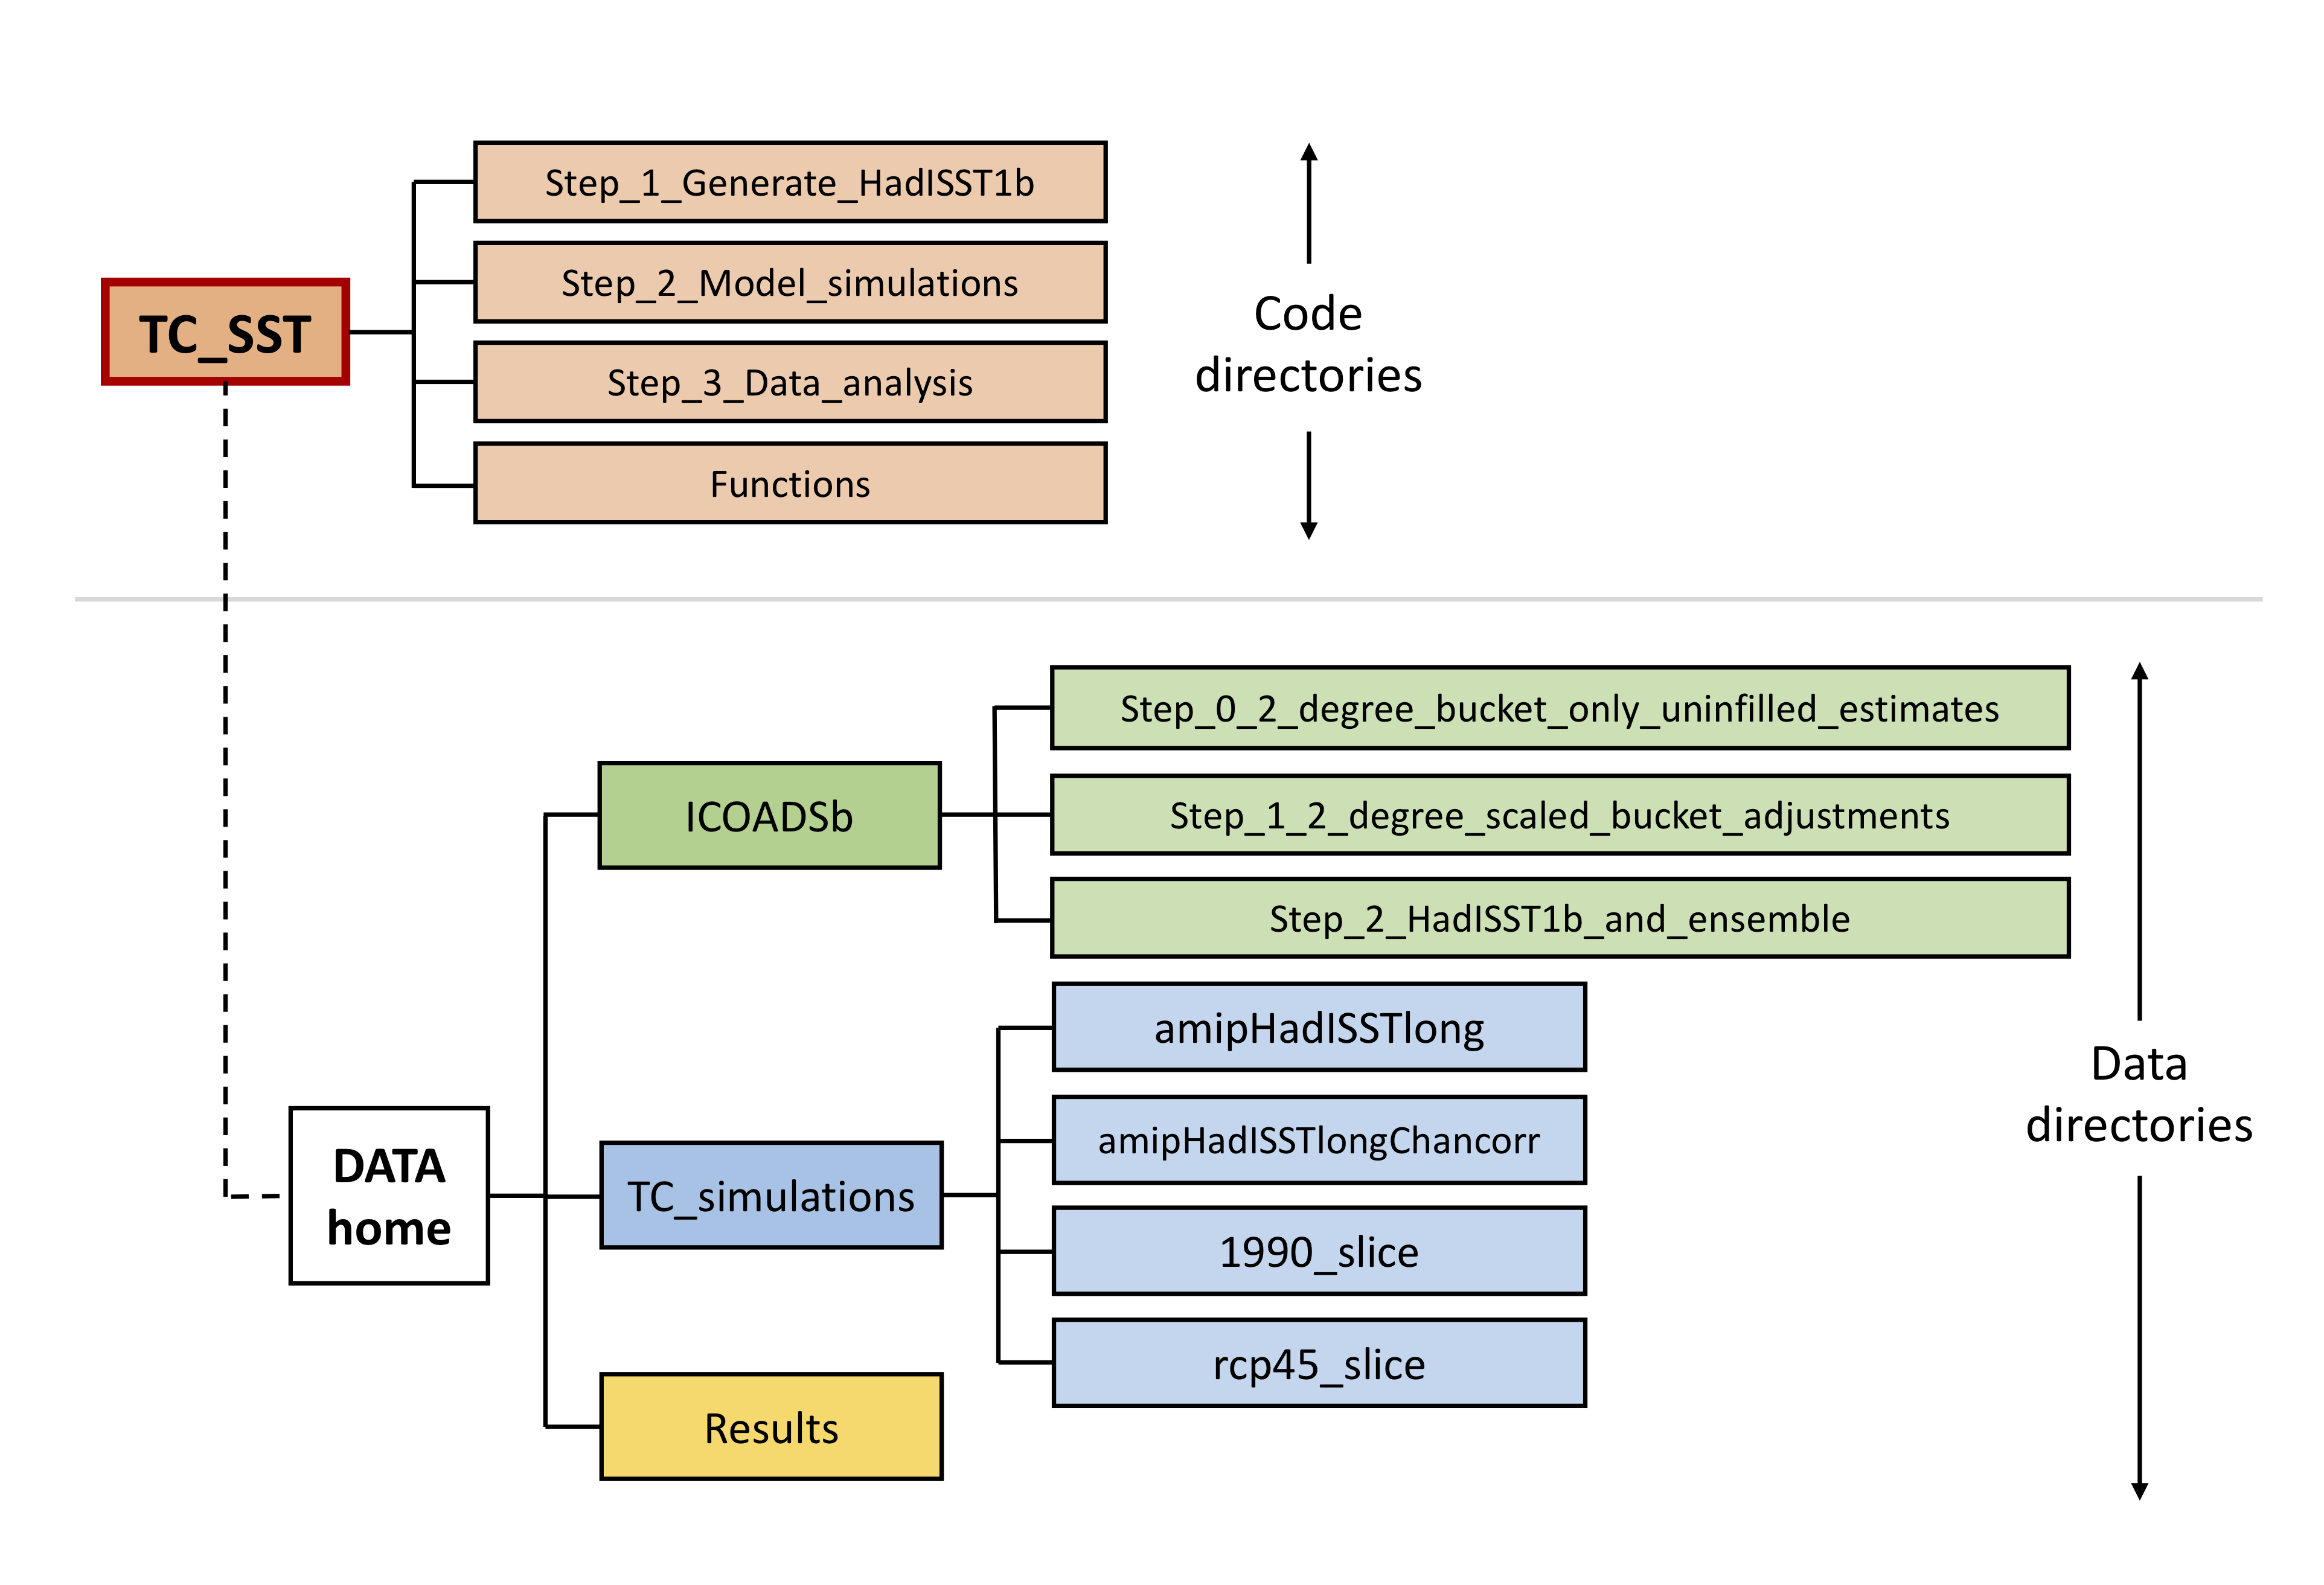 Step_1_Generate_HadISST1b
Step_2_Model_simulations
TC_SST
Step_3_Data_analysis
Functions
Code
directories
Step_0_2_degree_bucket_only_uninfilled_estimates
ICOADSb
Step_1_2_degree_scaled_bucket_adjustments
Step_2_HadISST1b_and_ensemble
amipHadISSTlong
amipHadISSTlongChancorr
DATA
home
TC_simulations
1990_slice
rcp45_slice
Results
Data
directories